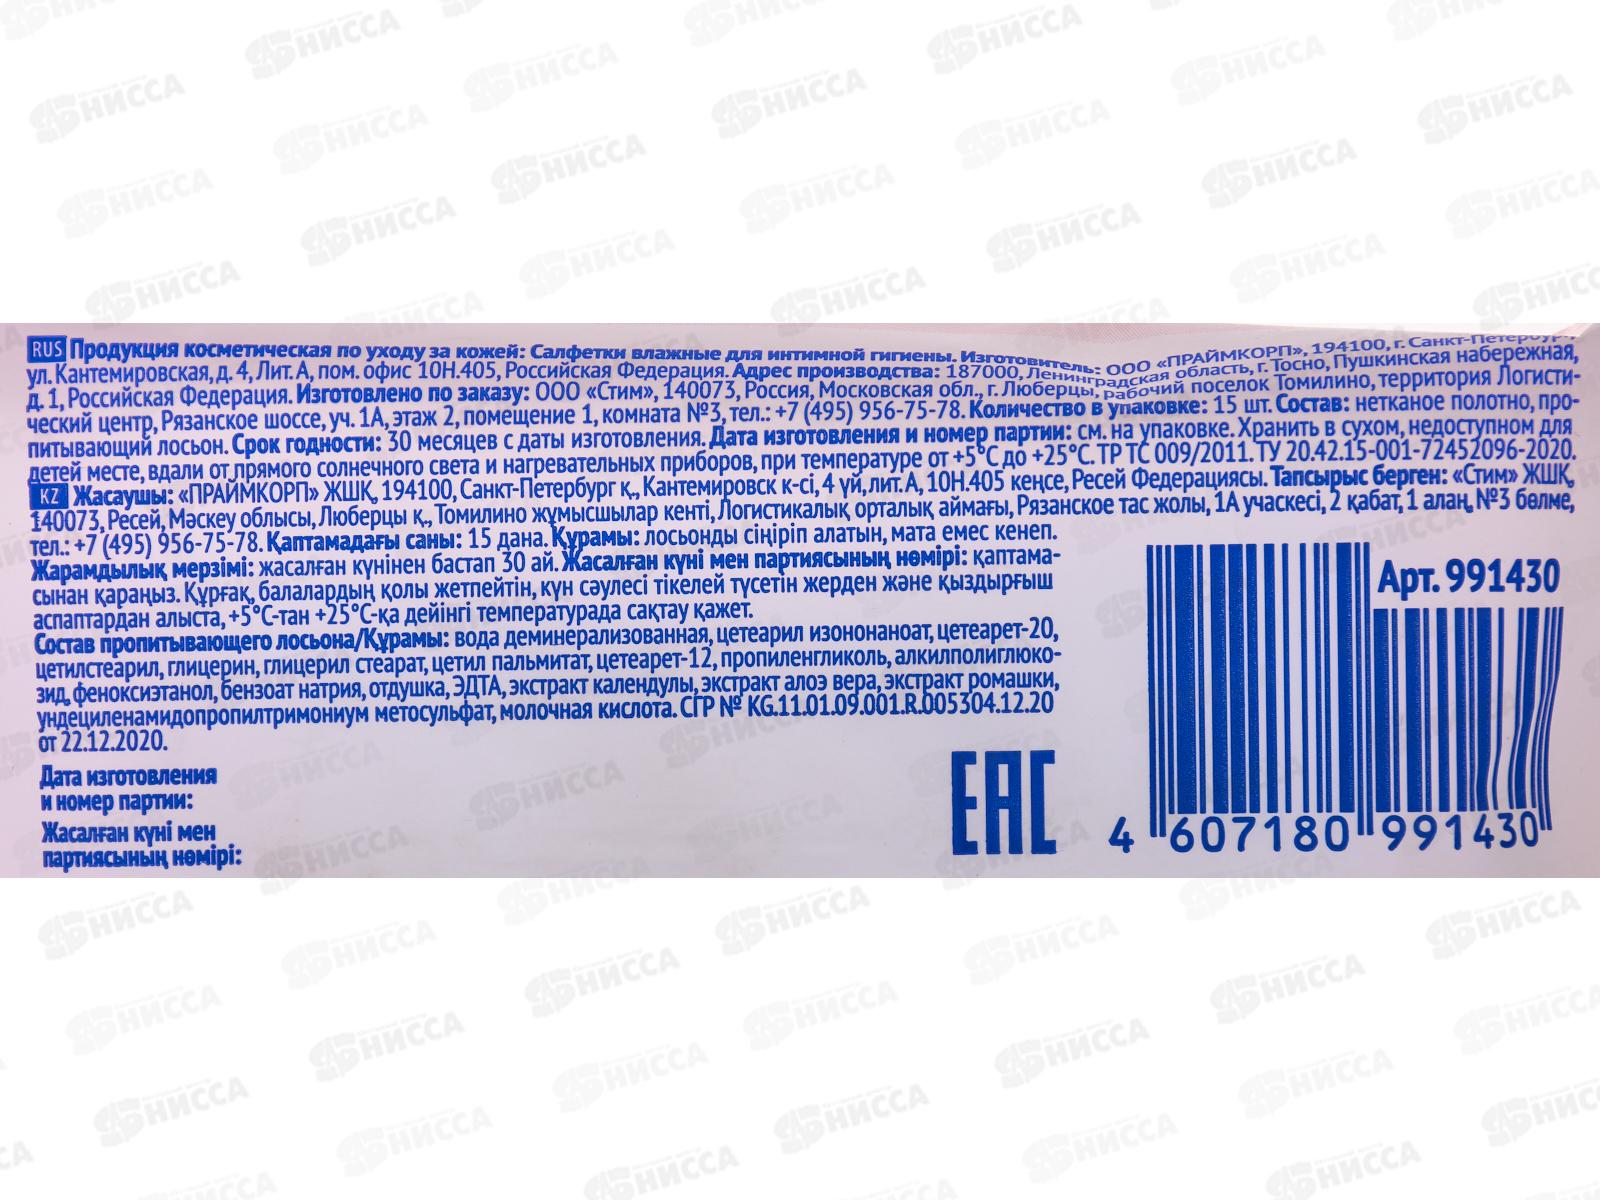 RUS Продукция косметическая по уходу за кожей: Салфетки влажные для интимной гигиены. Изготовитель: ООО «ПРАЙМКОРП», 194100, г. Санкт-Петербург,
ул. Кантемировская, д. 4, Лит. А, пом. офис 10Н.405, Российская Федерация. Адрес производства: 187000, Ленинградская область, г. Тосно, Пушкинская набережная,
д. 1, Российская Федерация. Изготовлено по заказу: ООО «Стим», 140073, Россия, Московская обл., г. Люберцы, рабочий поселок Томилино, территория Логисти-
ческий центр, Рязанское шоссе, уч. 1А, этаж 2, помещение 1, комната №3, тел.: +7 (495) 956-75-78. Количество в упаковке: 15 шт. Состав: нетканое полотно, про-
питывающий лосьон. Срок годности: 30 месяцев с даты изготовления. Дата изготовления и номер партии: см. на упаковке. Хранить в сухом, недоступном для
детей месте, вдали от прямого солнечного света и нагревательных приборов, при температуре от +5°С до +25°С. ТР ТС 009/2011. ТУ 20.42.15-001-72452096-2020.
KZ Жасаушы: «ПРАЙМКОРП» ЖШҚ, 194100, Санкт-Петербург қ., Кантемировск к-сі, 4 үй, лит. А, 10Н.405 кеңсе, Ресей Федерациясы. Тапсырыс берген: «Стим» ЖШҚ,
140073, Ресей, Мәскеу облысы, Люберцы қ., Томилино жұмысшылар кенті, Логистикалық орталық аймағы, Рязанское тас жолы, 1А учаскесі, 2 қабат, 1 алаң, №3 бөлме,
тел.: +7 (495) 956-75-78. Қаптамадағы саны: 15 дана. Құрамы: лосьонды сіңіріп алатын, мата емес кенеп.
Жарамдылық мерзімі: жасалған күнінен бастап 30 ай. Жасалған күні мен партиясының нөмірі: қаптама-
сынан қараңыз. Құрғақ, балалардың қолы жетпейтін, күн сәулесі тікелей түсетін жерден және қыздырғыш
аспаптардан алыста, +5°С-тан +25°С-қа дейінгі температурада сақтау қажет.
Состав пропитывающего лосьона/Құрамы: вода деминерализованная, цетеарил изононаноат, цетеарет-20,
цетилстеарил, глицерин, глицерил стеарат, цетил пальмитат, цетеарет-12, пропиленгликоль, алкилполиглюко-
зид, феноксиэтанол, бензоат натрия, отдушка, ЭДТА, экстракт календулы, экстракт алоэ вера, экстракт ромашки,
ундециленамидопропилтримониум метосульфат, молочная кислота. СГР № KG.11.01.09.001.R.005304.12.20
от 22.12.2020.
Дата изготовления
и номер партии:
Жасалған күні мен
партиясының нөмірі:
EAC
Арт. 991430
4 607180 991430